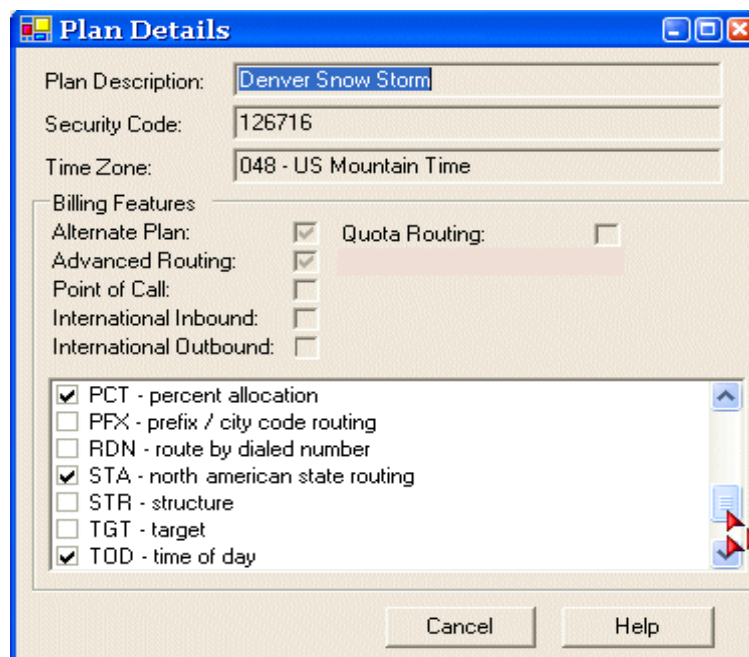 Plan Details
Plan Description: Denver Snow Storm
Security Code: 126716
Time Zone: 048 - US Mountain Time
Billing Features
Alternate Plan: Quota Routing:
Advanced Routing:
Point of Call:
International Inbound:
International Outbound:
PCT - percent allocation
PFX - prefix / city code routing
RDN - route by dialed number
STA - north american state routing
STR - structure
TGT - target
TOD - time of day
Cancel Help